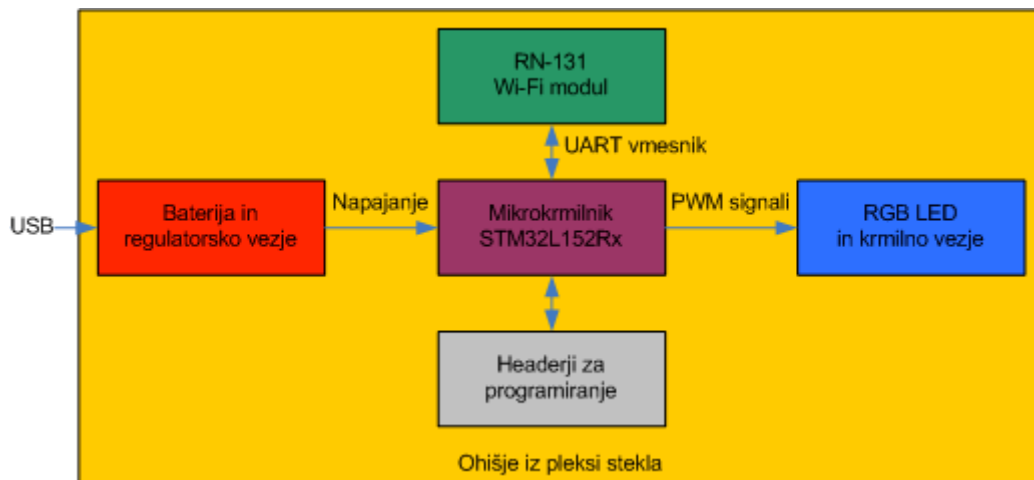 RN-131
Wi-Fi modul
UART vmesnik
USB
Baterija in
regulatorsko vezje
Napajanje
Mikrokrmilnik
STM32L152Rx
PWM signali
RGB LED
in krmilno vezje
Headerji za
programiranje
Ohišje iz pleksi stekla